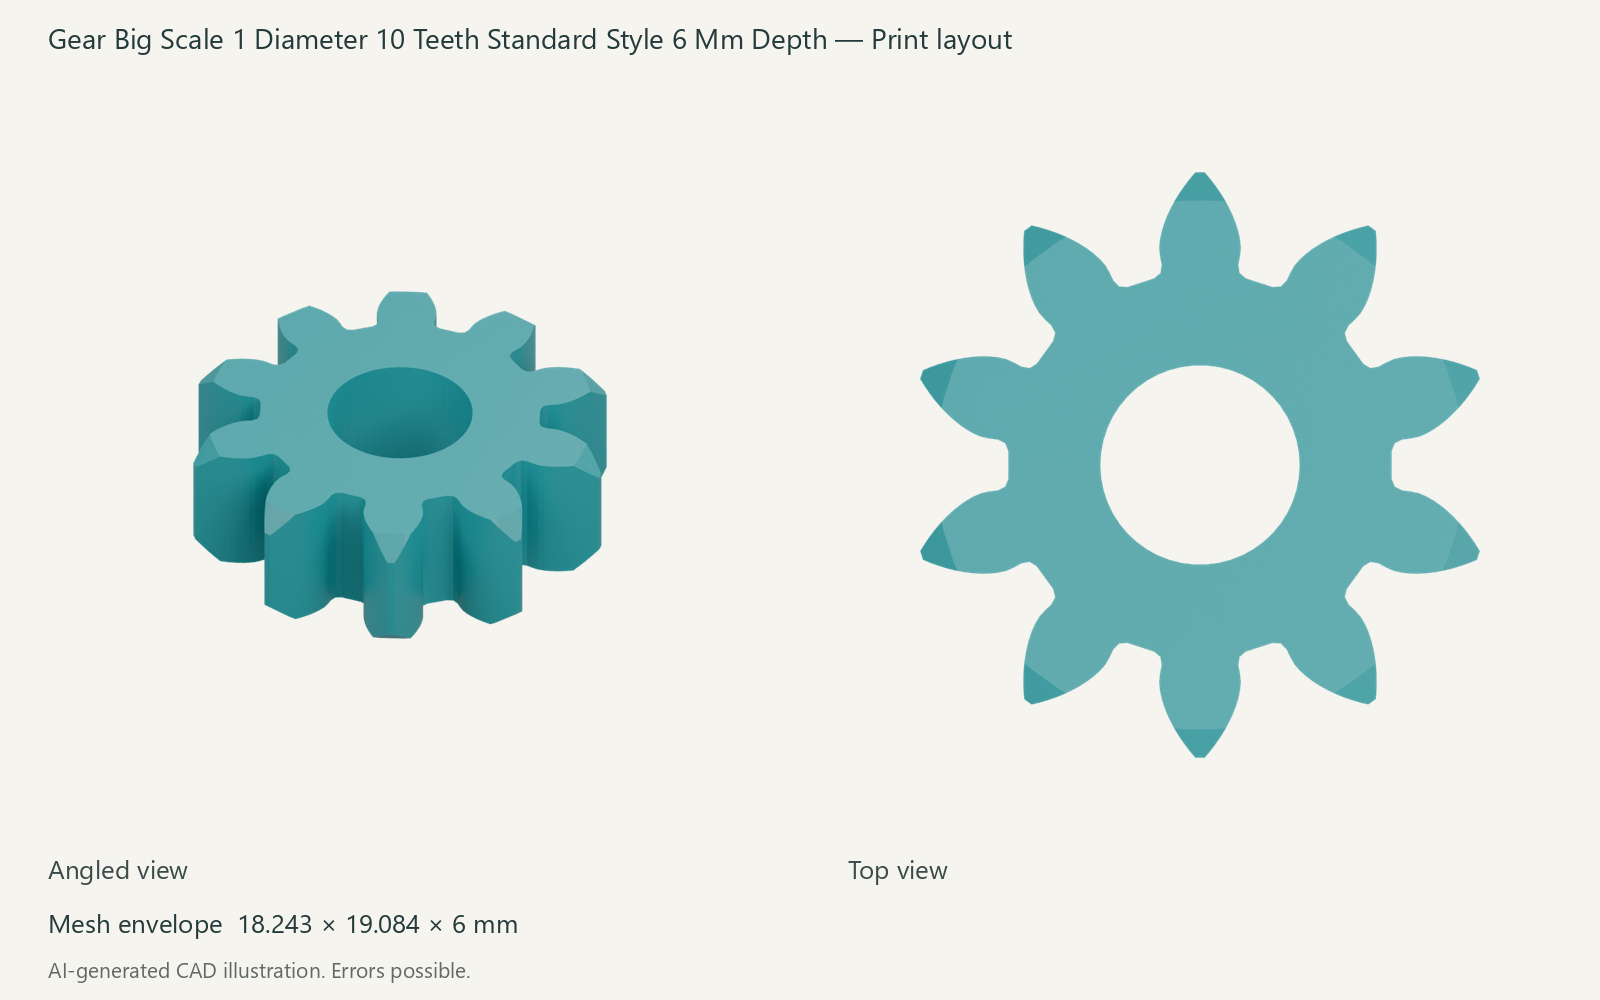 Gear Big Scale 1 Diameter 10 Teeth Standard Style 6 Mm Depth — Print layout
Angled view
Top view
Mesh envelope 18.243 × 19.084 × 6 mm
AI-generated CAD illustration. Errors possible.